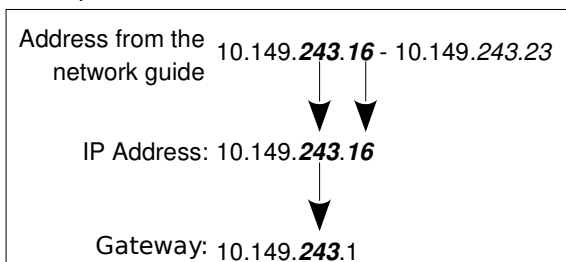 Address from the network guide 10.149.243.16 - 10.149.243.23
IP Address: 10.149.243.16
Gateway: 10.149.243.1